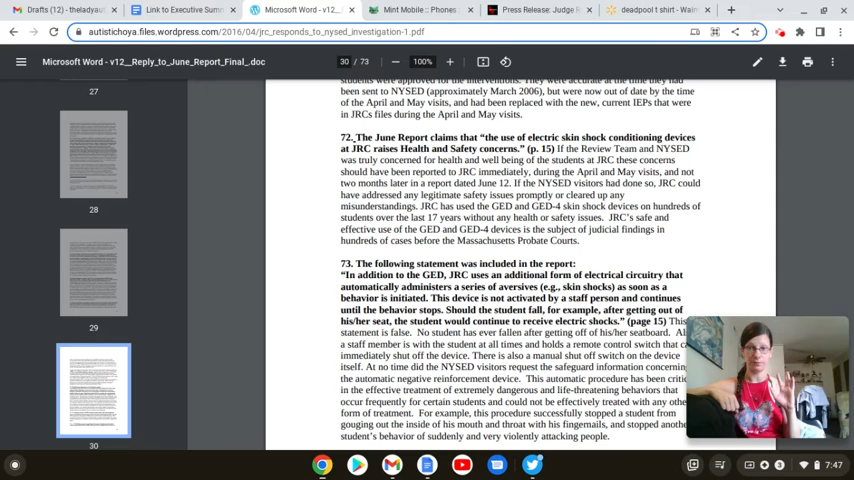 Drafts (12) - theladyaut
Link to Executive Summ
Microsoft Word - v12_
Mint Mobile :: Phones
Press Release: Judge R
deadpool t shirt - Walm
autistichoya.files.wordpress.com/2016/04/jrc_responds_to_nysed_investigation-1.pdf
Microsoft Word - v12__Reply_to_June_Report_Final_.doc
30 / 73
100%
27
28
29
30
students were approved for the interventions. They were accurate at the time they had
been sent to NYSED (approximately March 2006), but were now out of date by the time
of the April and May visits, and had been replaced with the new, current IEPs that were
in JRCs files during the April and May visits.
72. The June Report claims that “the use of electric skin shock conditioning devices
at JRC raises Health and Safety concerns.” (p. 15) If the Review Team and NYSED
was truly concerned for health and well being of the students at JRC these concerns
should have been reported to JRC immediately, during the April and May visits, and not
two months later in a report dated June 12. If the NYSED visitors had done so, JRC could
have addressed any legitimate safety issues promptly or cleared up any
misunderstandings. JRC has used the GED and GED-4 skin shock devices on hundreds of
students over the last 17 years without any health or safety issues.  JRC’s safe and
effective use of the GED and GED-4 devices is the subject of judicial findings in
hundreds of cases before the Massachusetts Probate Courts.
73. The following statement was included in the report:
“In addition to the GED, JRC uses an additional form of electrical circuitry that
automatically administers a series of aversives (e.g., skin shocks) as soon as a
behavior is initiated. This device is not activated by a staff person and continues
until the behavior stops. Should the student fall, for example, after getting out of
his/her seat, the student would continue to receive electric shocks.” (page 15) This
statement is false.  No student has ever fallen after getting off of his/her seatboard.  Al
a staff member is with the student at all times and holds a remote control switch that ca
immediately shut off the device. There is also a manual shut off switch on the device
itself. At no time did the NYSED visitors request the safeguard information concernin
the automatic negative reinforcement device.  This automatic procedure has been critic
in the effective treatment of extremely dangerous and life-threatening behaviors that
occur frequently for certain students and could not be effectively treated with any othe
form of treatment.  For example, this procedure successfully stopped a student from
gouging out the inside of his mouth and throat with his fingernails, and stopped anothe
student’s behavior of suddenly and very violently attacking people.
3
7:47